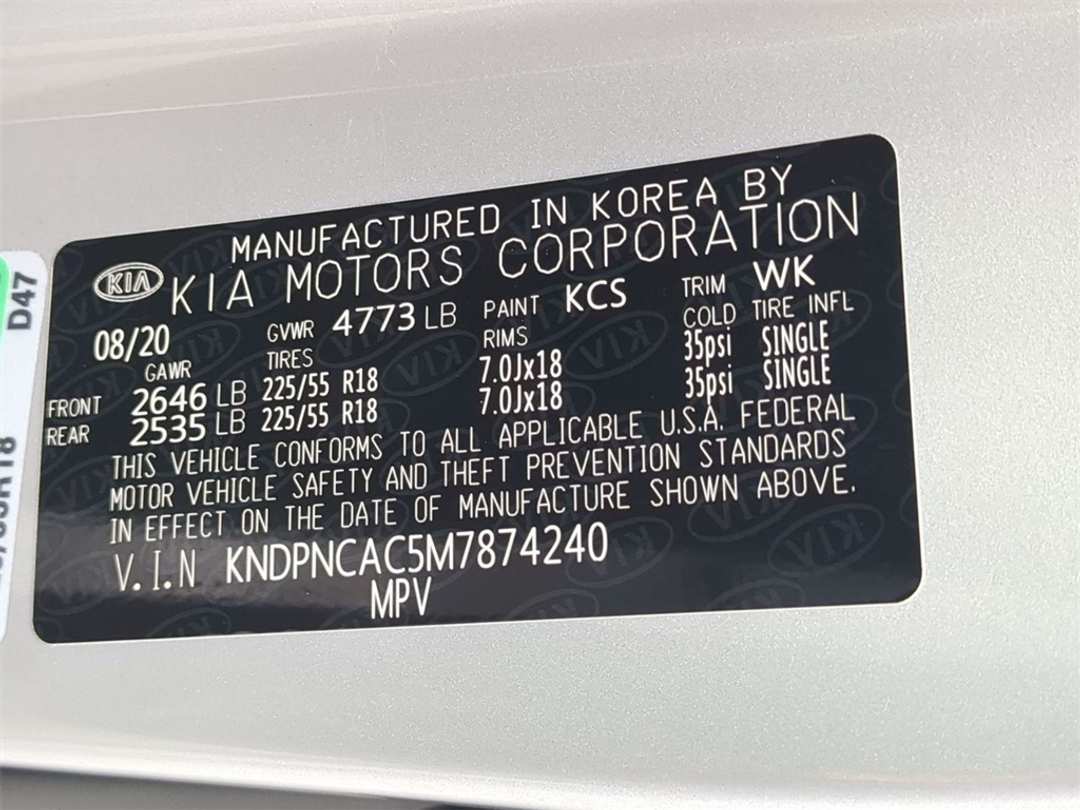 MANUFACTURED IN KOREA BY
KIA KIA MOTORS CORPORATION
08/20 GVWR 4773 LB PAINT KCS TRIM WK
GAWR TIRES RIMS COLD TIRE INFL
FRONT 2646 LB 225/55 R18 7.0Jx18 35psi SINGLE
REAR 2535 LB 225/55 R18 7.0Jx18 35psi SINGLE
THIS VEHICLE CONFORMS TO ALL APPLICABLE U.S.A. FEDERAL
MOTOR VEHICLE SAFETY AND THEFT PREVENTION STANDARDS
IN EFFECT ON THE DATE OF MANUFACTURE SHOWN ABOVE.
V.I.N KNDPNCAC5M7874240
MPV
D47